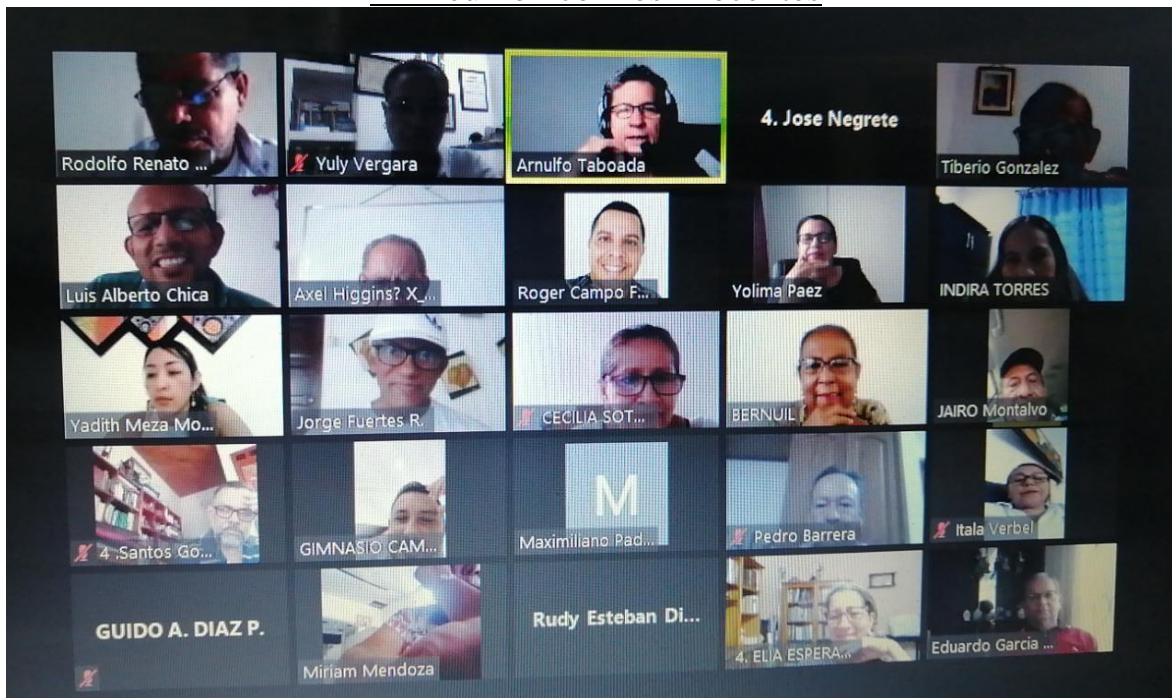 Rodolfo Renato ...
Yuly Vergara
Arnulfo Taboada
4. Jose Negrete
Tiberio Gonzalez
Luis Alberto Chica
Axel Higgins? X_...
Roger Campo F...
Yolima Paez
INDIRA TORRES
Yadith Meza Mo...
Jorge Fuertes R.
CECILIA SOT...
BERNUIL
JAIRO Montalvo
4 .Santos Go...
GIMNASIO CAM...
M
Maximiliano Pad...
Pedro Barrera
Itala Verbel
GUIDO A. DIAZ P.
Miriam Mendoza
Rudy Esteban Di...
4. ELIA ESPERA...
Eduardo Garcia ...